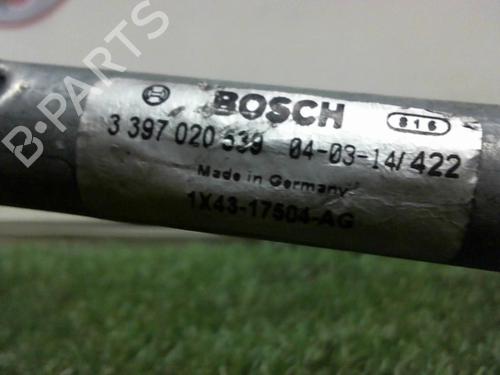 BOSCH 816
3 397 020 539 04-03-14/422
Made in Germany
1X43-17504-AG
B-PARTS